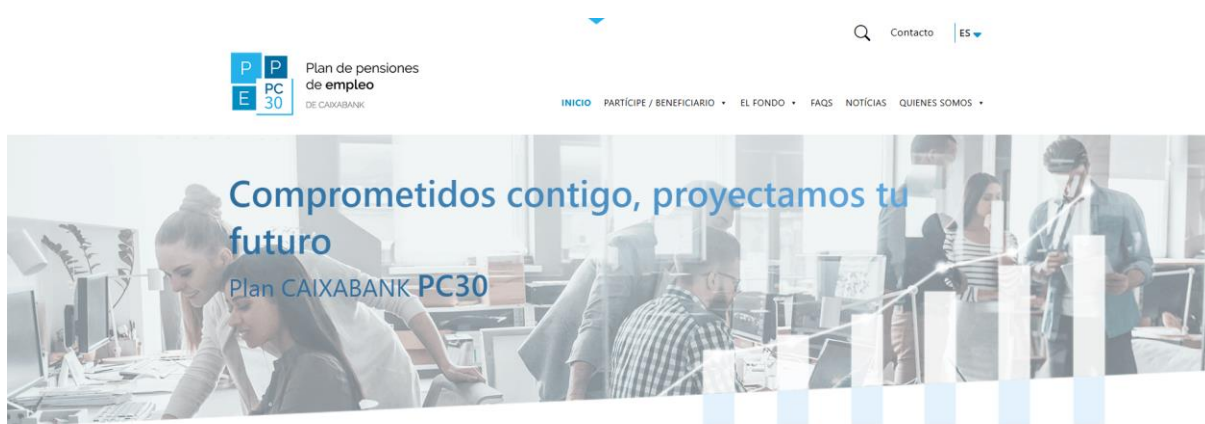 Contacto
ES
P P
E PC
30
Plan de pensiones
de empleo
DE CAIXABANK
INICIO PARTÍCIPE / BENEFICIARIO EL FONDO FAQS NOTÍCIAS QUIENES SOMOS
Comprometidos contigo, proyectamos tu
futuro
Plan CAIXABANK PC30